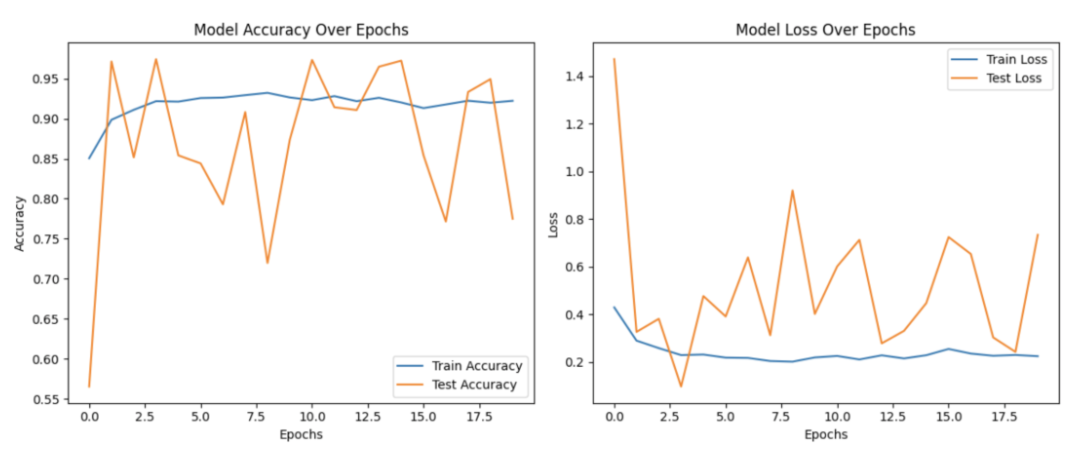 Model Accuracy Over Epochs
Accuracy
0.95
0.90
0.85
0.80
0.75
0.70
0.65
0.60
0.55
Train Accuracy
Test Accuracy
0.0 2.5 5.0 7.5 10.0 12.5 15.0 17.5
Epochs
Model Loss Over Epochs
Loss
1.4
1.2
1.0
0.8
0.6
0.4
0.2
Train Loss
Test Loss
0.0 2.5 5.0 7.5 10.0 12.5 15.0 17.5
Epochs